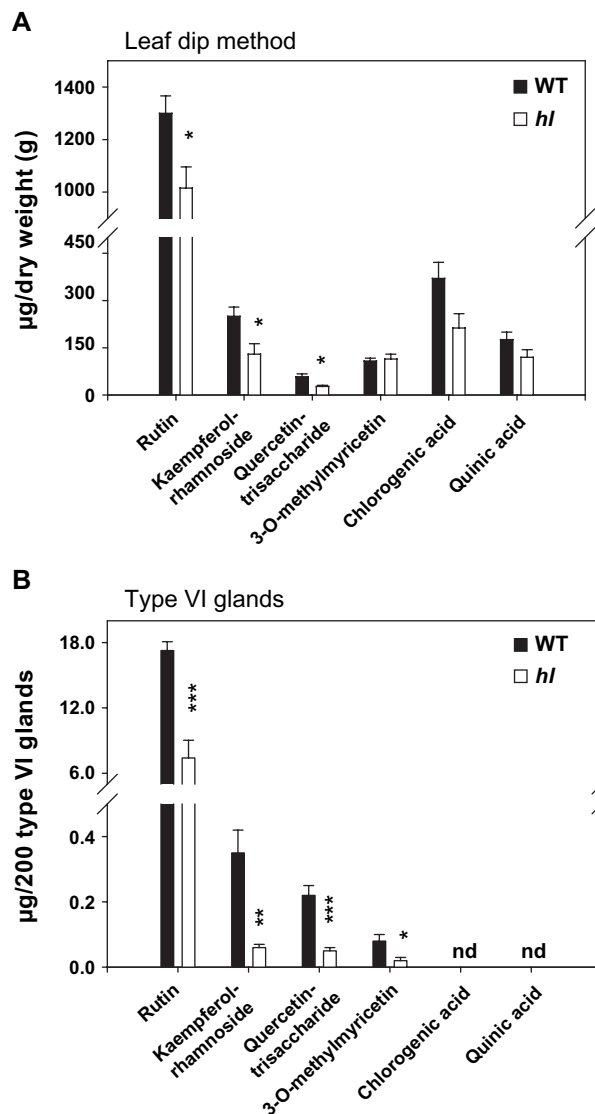 A
Leaf dip method
µg/dry weight (g)
1400
1200
1000
450
300
150
0
WT
hl
*
*
*
Rutin
Kaempferol-
rhamnoside
Quercetin-
trisaccharide
3-O-methylmyricetin
Chlorogenic acid
Quinic acid
B
Type VI glands
µg/200 type VI glands
18.0
12.0
6.0
0.4
0.2
0.0
WT
hl
***
**
***
*
nd
nd
Rutin
Kaempferol-
rhamnoside
Quercetin-
trisaccharide
3-O-methylmyricetin
Chlorogenic acid
Quinic acid